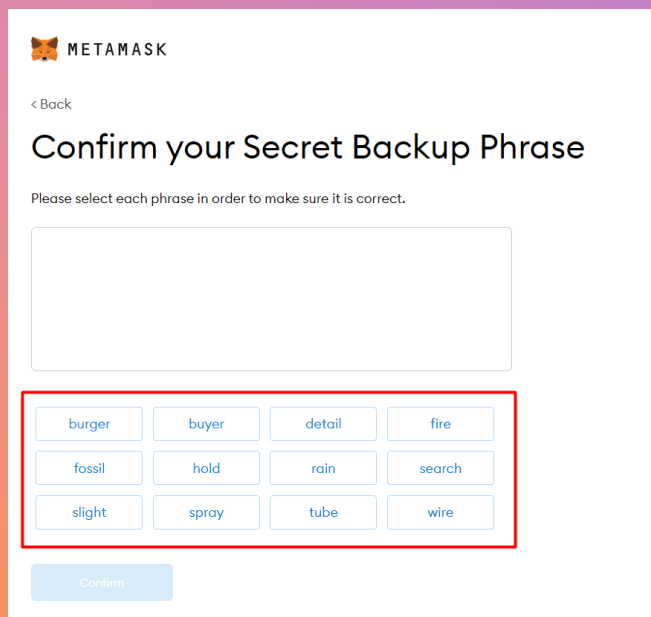 METAMASK
< Back
Confirm your Secret Backup Phrase
Please select each phrase in order to make sure it is correct.
burger buyer detail fire
fossil hold rain search
slight spray tube wire
Confirm